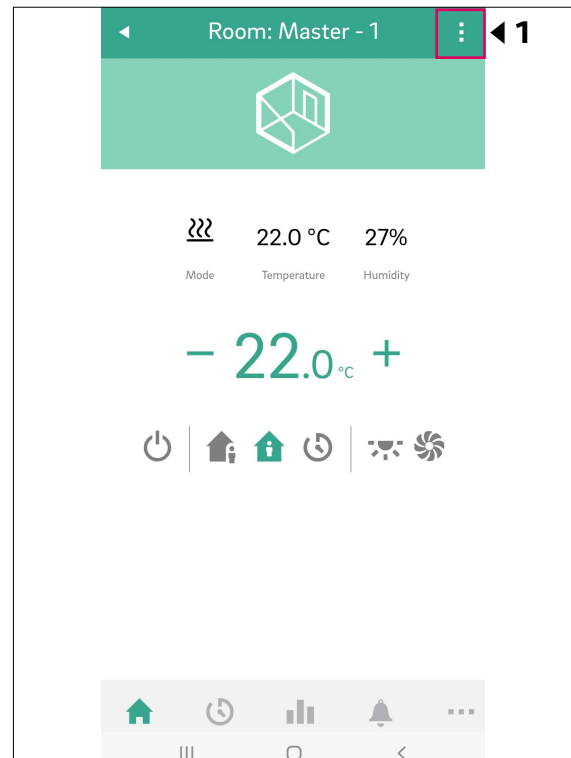 Room: Master - 1
1
22.0 °C
27%
Mode
Temperature
Humidity
− 22.0 °C +